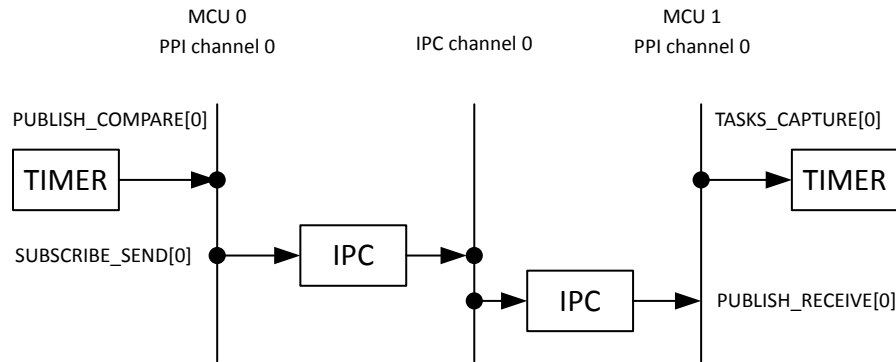 MCU 0
PPI channel 0
IPC channel 0
MCU 1
PPI channel 0
PUBLISH_COMPARE[0]
TASKS_CAPTURE[0]
TIMER
TIMER
SUBSCRIBE_SEND[0]
IPC
IPC
PUBLISH_RECEIVE[0]